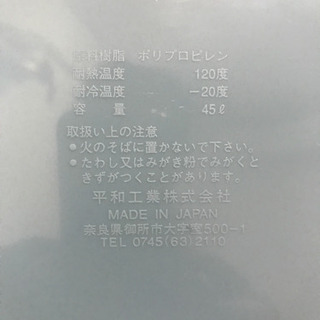 原料樹脂 ポリプロピレン
耐熱温度 120度
耐冷温度 －20度
容量 45ℓ
取扱い上の注意
●火のそばに置かないで下さい。
●たわし又はみがき粉でみがくと
きずがつくことがあります。
平和工業株式会社
MADE IN JAPAN
奈良県御所市大字室500-1
TEL 0745(63)2110